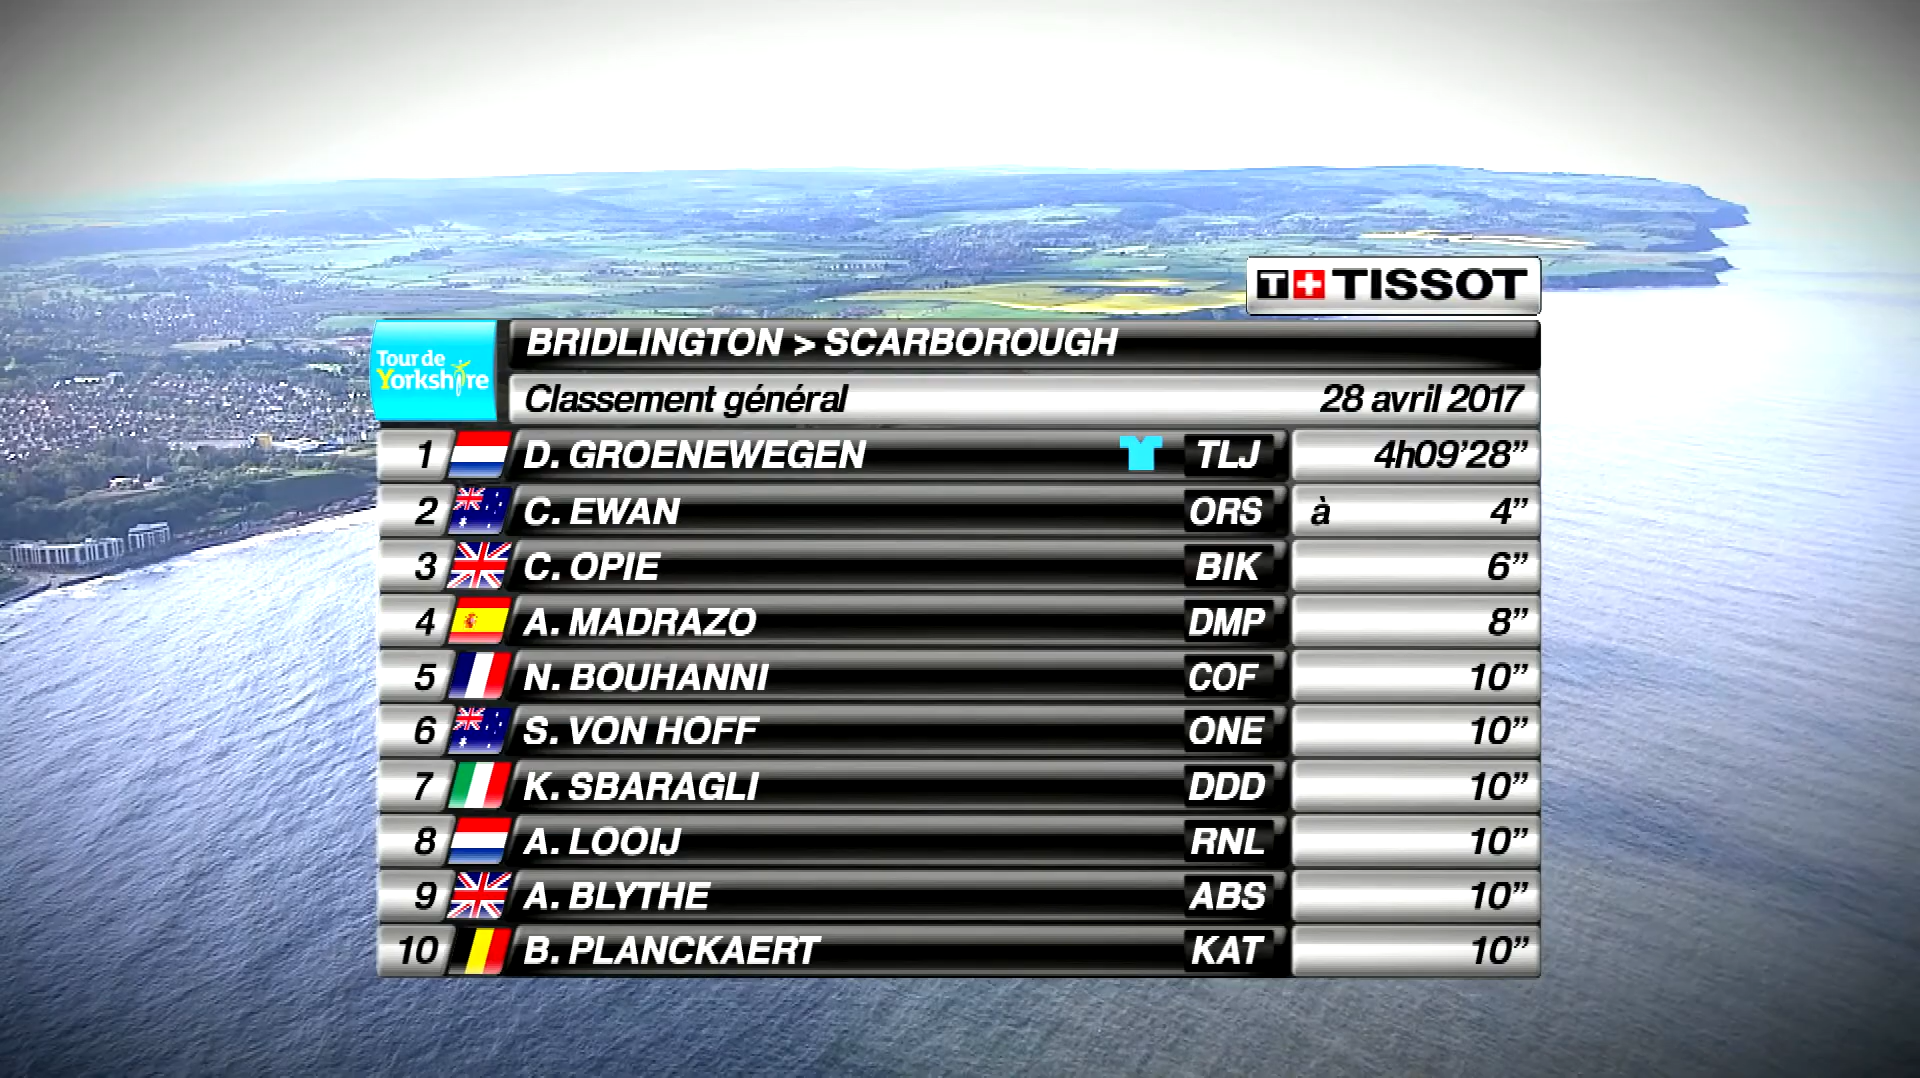 T+ TISSOT
Tour de
Yorkshire
BRIDLINGTON > SCARBOROUGH
Classement général 28 avril 2017
1 D. GROENEWEGEN TLJ 4h09'28”
2 C. EWAN ORS à 4”
3 C. OPIE BIK 6”
4 A. MADRAZO DMP 8”
5 N. BOUHANNI COF 10”
6 S. VON HOFF ONE 10”
7 K. SBARAGLI DDD 10”
8 A. LOOIJ RNL 10”
9 A. BLYTHE ABS 10”
10 B. PLANCKAERT KAT 10”